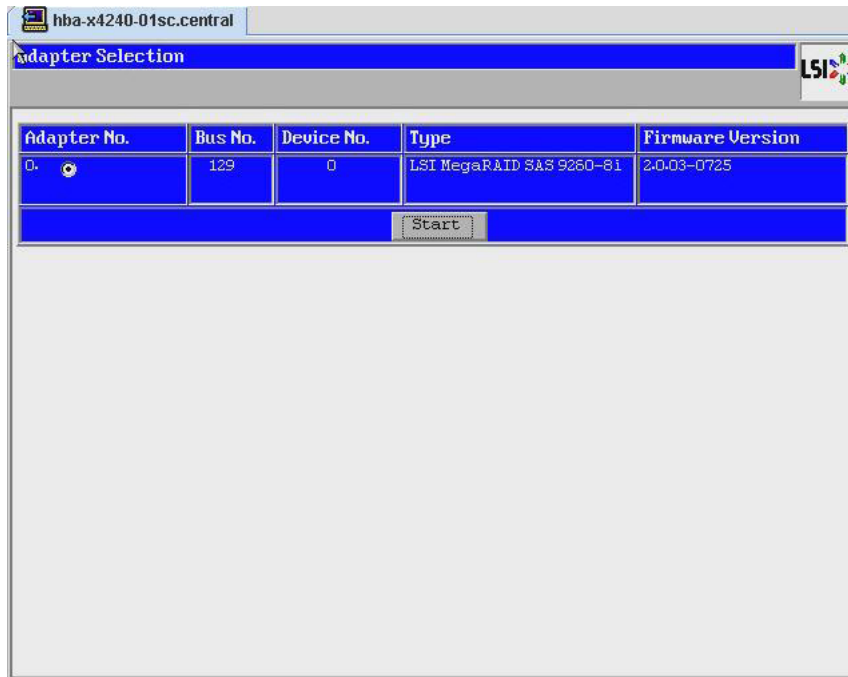 hba-x4240-01sc.central
Adapter Selection
LSI
Adapter No. Bus No. Device No. Type Firmware Version
0. 129 0 LSI MegaRAID SAS 9260-8i 2.0.03-0725
Start